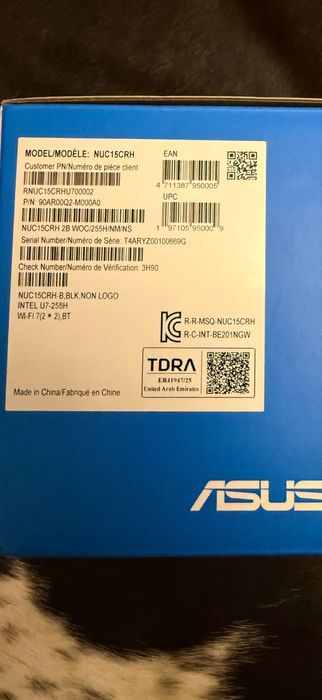 MODEL/MODÈLE: NUC15CRH
Customer PN/Numéro de pièce client
RNUC15CRHU700002
P/N: 90AR00Q2-M000A0
NUC15CRH 2B WOC/255H/NM/NS
Serial Number/Numéro de Série: T4ARYZ00100669G
Check Number/Numéro de Vérification: 3H90
NUC15CRH-B,BLK,NON LOGO
INTEL U7-255H
WI-FI 7(2 * 2),BT
EAN
4 711387 950005
UPC
1 97105 95000 9
R-R-MSQ-NUC15CRH
R-C-INT-BE201NGW
TDRA
ER41947/25
United Arab Emirates
Made in China/Fabriqué en Chine
ASUS